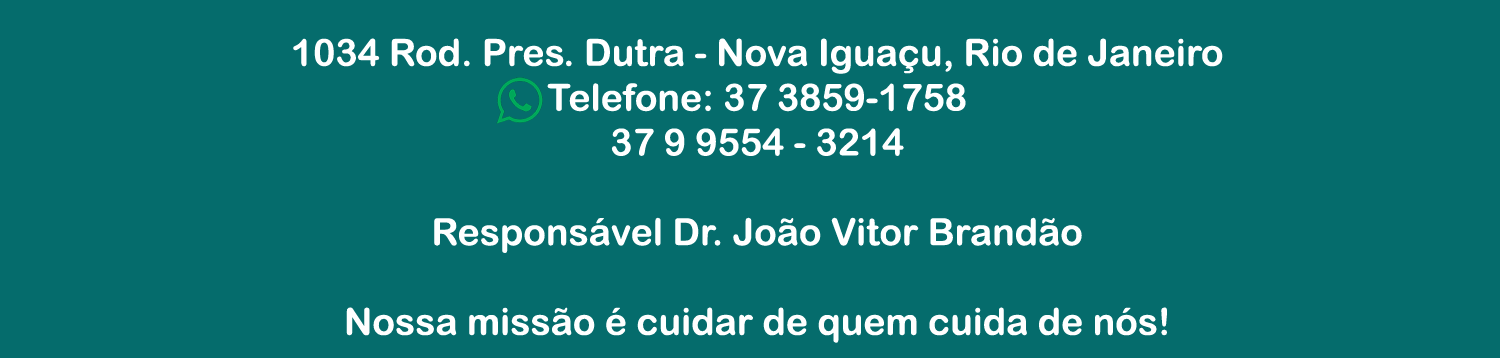 1034 Rod. Pres. Dutra - Nova Iguaçu, Rio de Janeiro
Telefone: 37 3859-1758
37 9 9554 - 3214
Responsável Dr. João Vitor Brandão
Nossa missão é cuidar de quem cuida de nós!